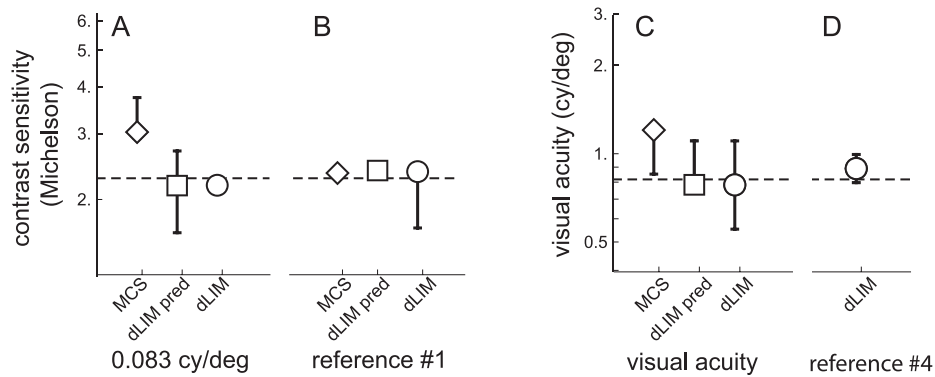 A
B
C
D
contrast sensitivity
(Michelson)
6.
5.
4.
3.
2.
MCS
dLIM pred
dLIM
0.083 cy/deg
MCS
dLIM pred
dLIM
reference #1
visual acuity (cy/deg)
3.
2.
1.
0.5
MCS
dLIM pred
dLIM
visual acuity
dLIM
reference #4